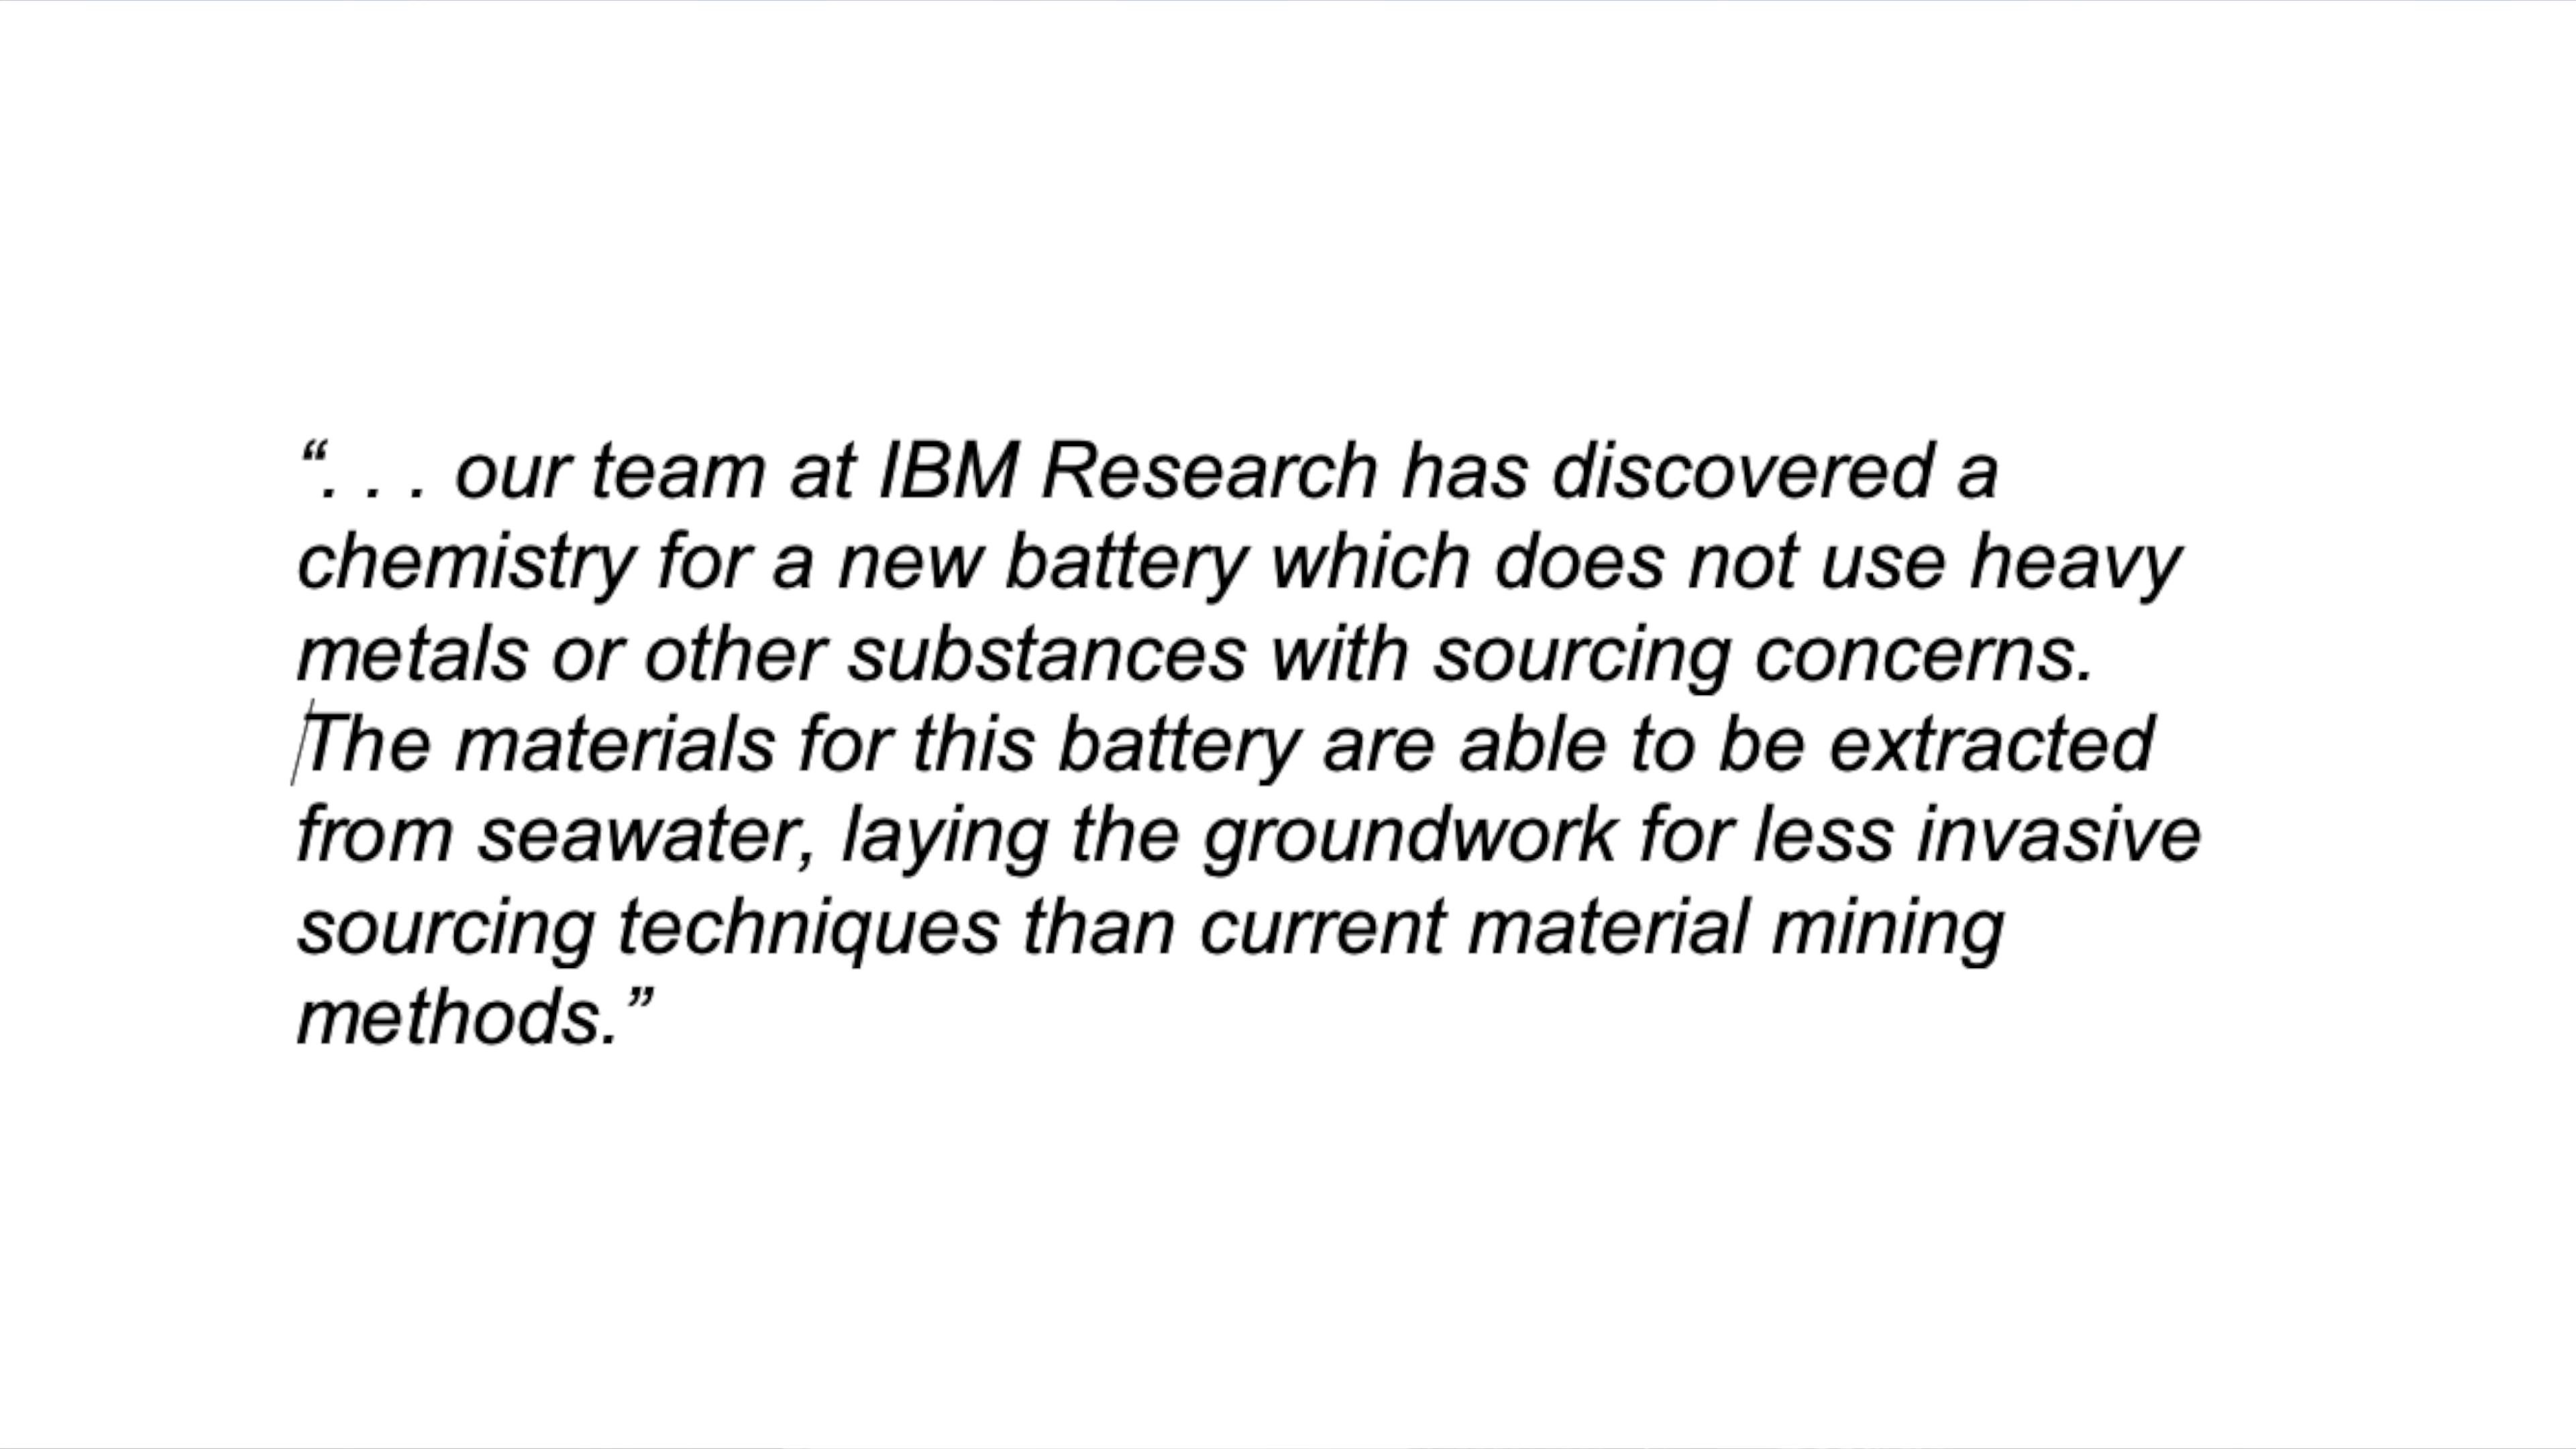 “. . . our team at IBM Research has discovered a
chemistry for a new battery which does not use heavy
metals or other substances with sourcing concerns.
The materials for this battery are able to be extracted
from seawater, laying the groundwork for less invasive
sourcing techniques than current material mining
methods.”